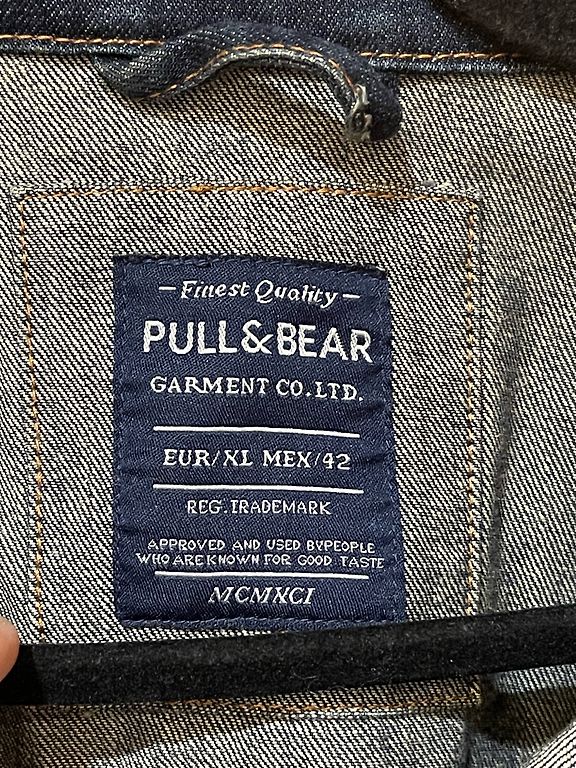 – Finest Quality –
PULL&BEAR
GARMENT CO.LTD.
EUR/XL MEX/42
REG.TRADEMARK
APPROVED AND USED BYPEOPLE
WHO ARE KNOWN FOR GOOD TASTE
MCMXCI